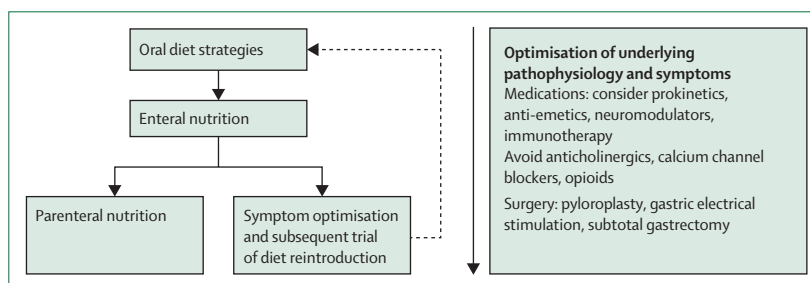 Oral diet strategies
Enteral nutrition
Parenteral nutrition
Symptom optimisation
and subsequent trial
of diet reintroduction
Optimisation of underlying
pathophysiology and symptoms
Medications: consider prokinetics,
anti-emetics, neuromodulators,
immunotherapy
Avoid anticholinergics, calcium channel
blockers, opioids
Surgery: pyloroplasty, gastric electrical
stimulation, subtotal gastrectomy